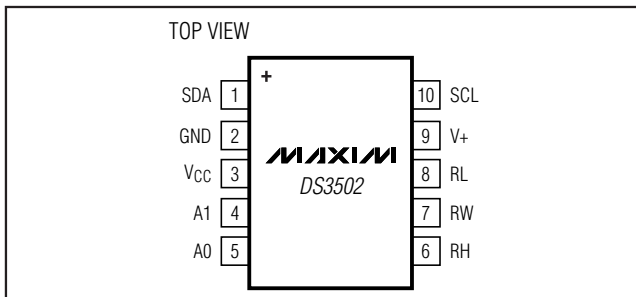 TOP VIEW
+
SDA 1 10 SCL
GND 2 9 V+
VCC 3 8 RL
A1 4 7 RW
A0 5 6 RH
MAXIM
DS3502